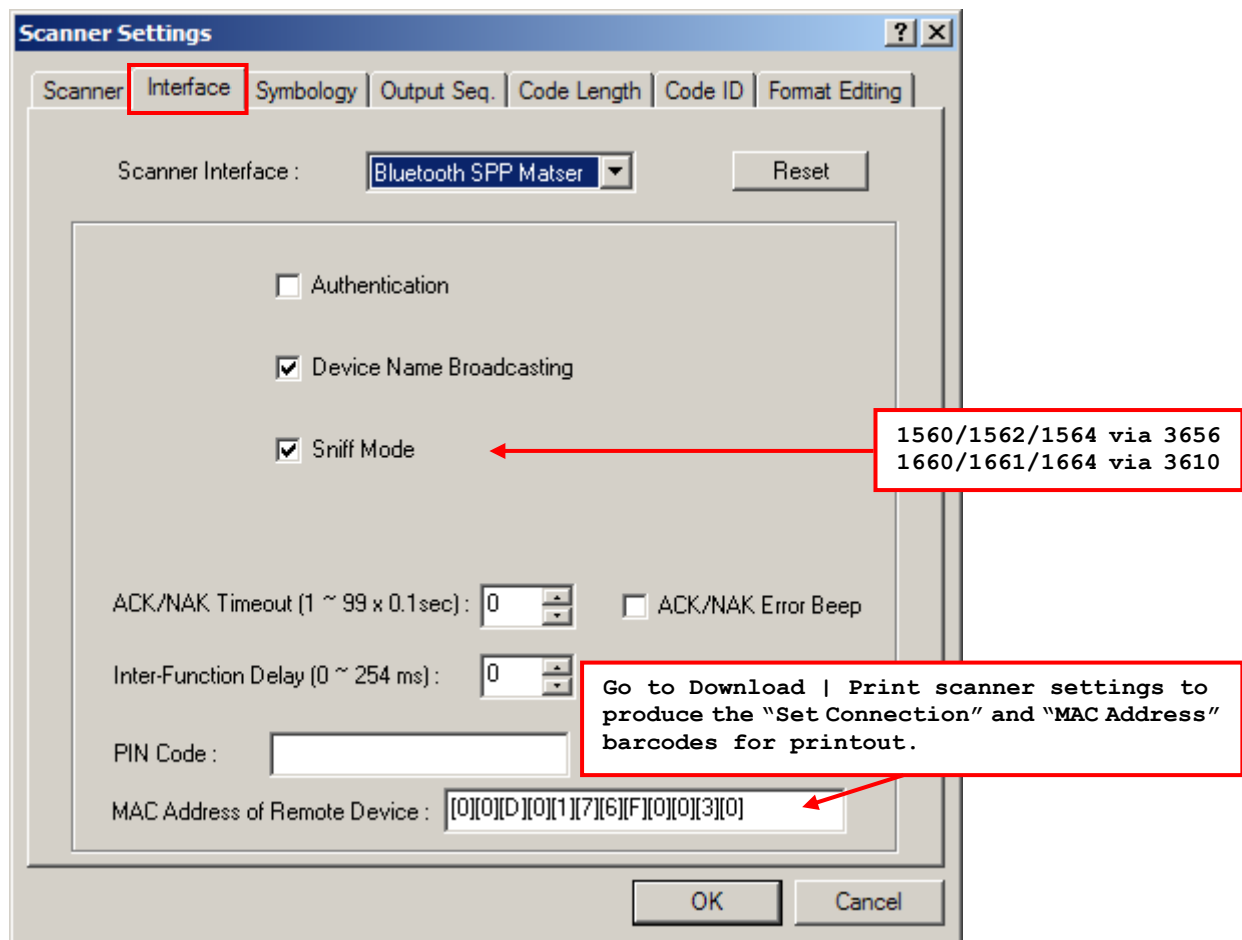 Scanner Settings
Scanner Interface Symbology Output Seq. Code Length Code ID Format Editing
Scanner Interface : Bluetooth SPP Matser Reset
Authentication
Device Name Broadcasting
Sniff Mode
1560/1562/1564 via 3656
1660/1661/1664 via 3610
ACK/NAK Timeout (1 ~ 99 x 0.1sec) : 0 ACK/NAK Error Beep
Inter-Function Delay (0 ~ 254 ms) : 0
Go to Download | Print scanner settings to
produce the “Set Connection” and “MAC Address”
barcodes for printout.
PIN Code :
MAC Address of Remote Device : [0][0][D][0][1][7][6][F][0][0][3][0]
OK Cancel